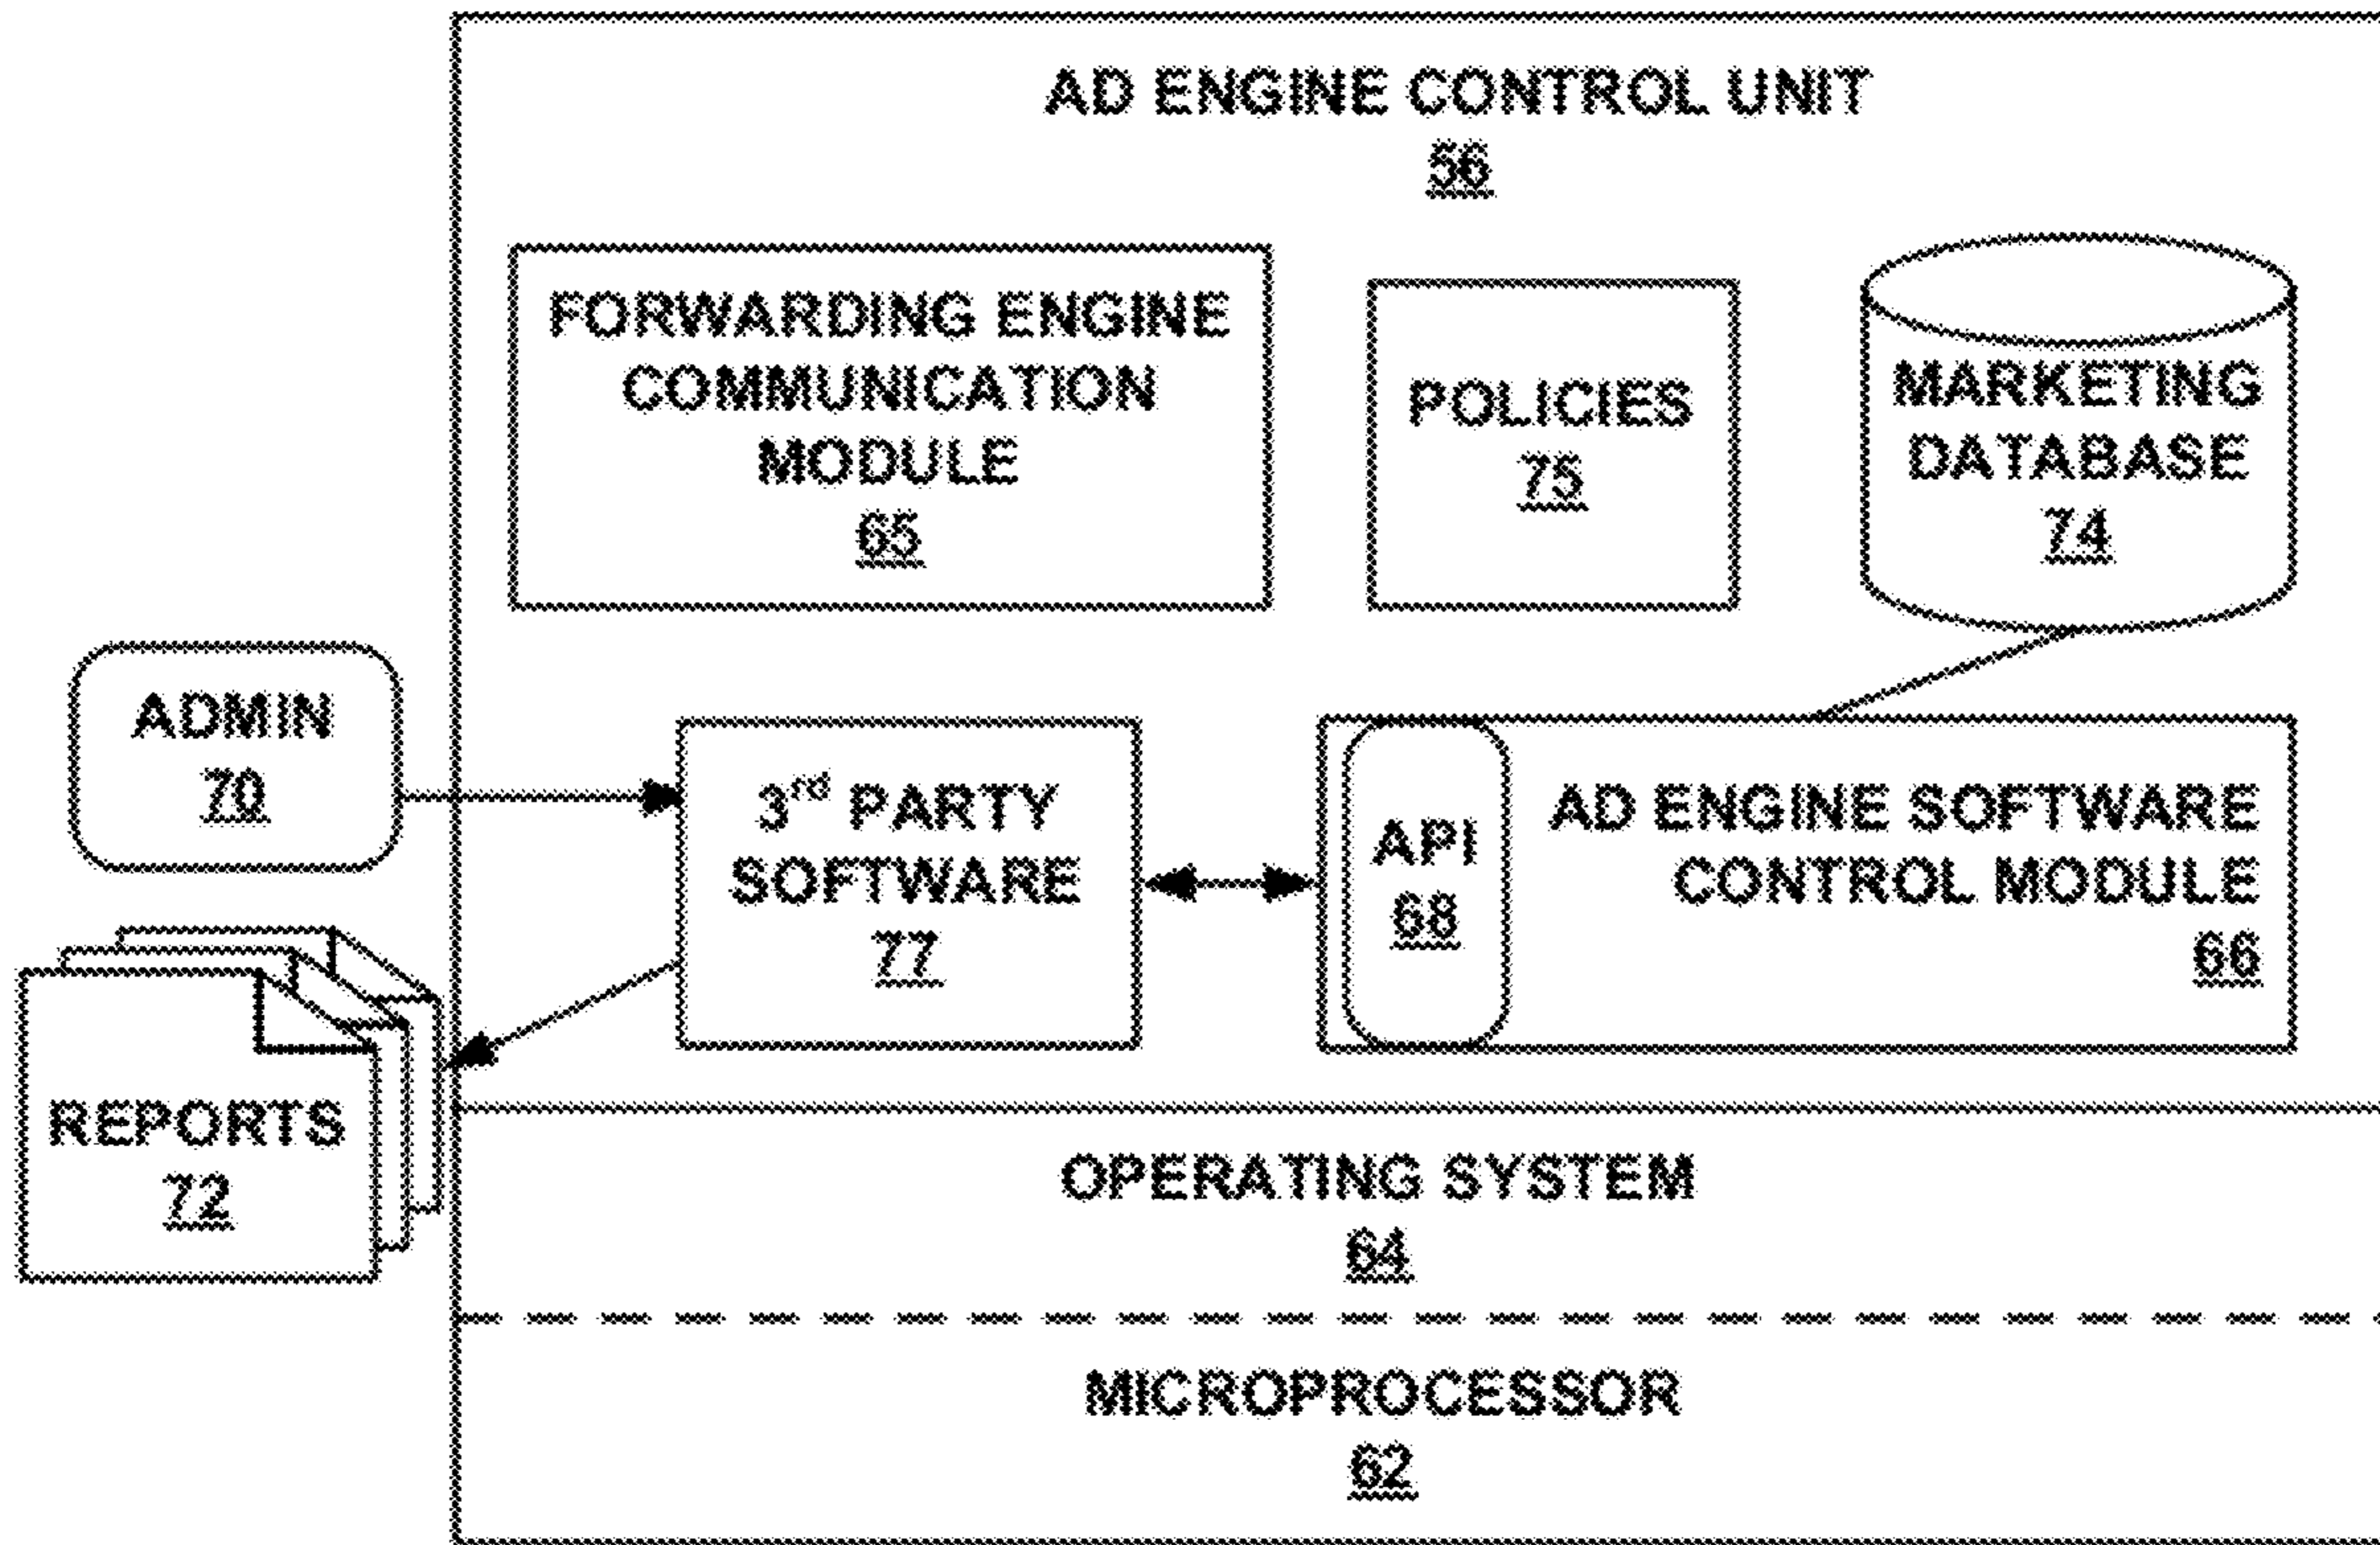 AD ENGINE CONTROL UNIT
56
FORWARDING ENGINE
COMMUNICATION
MODULE
65
POLICIES
75
MARKETING
DATABASE
74
ADMIN
70
3rd PARTY
SOFTWARE
77
API
68
AD ENGINE SOFTWARE
CONTROL MODULE
66
REPORTS
72
OPERATING SYSTEM
64
MICROPROCESSOR
62